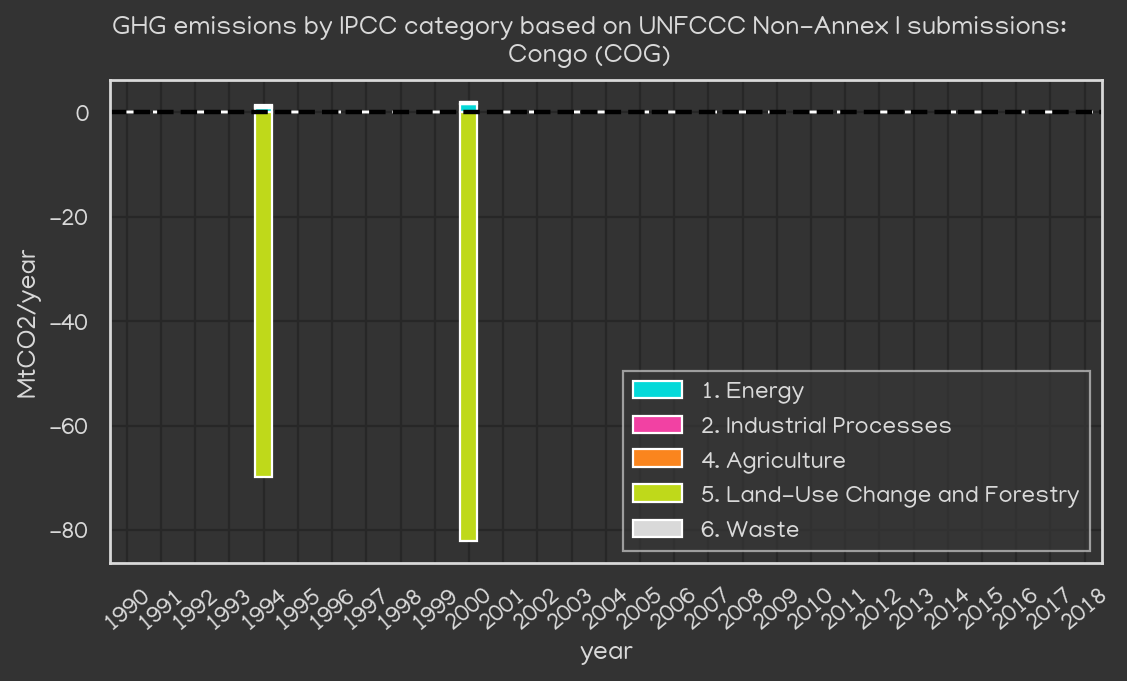 GHG emissions by IPCC category based on UNFCCC Non-Annex I submissions:
Congo (COG)
MtCO2/year
0
−20
−40
−60
−80
1. Energy
2. Industrial Processes
4. Agriculture
5. Land-Use Change and Forestry
6. Waste
1990 1991 1992 1993 1994 1995 1996 1997 1998 1999 2000 2001 2002 2003 2004 2005 2006 2007 2008 2009 2010 2011 2012 2013 2014 2015 2016 2017 2018
year